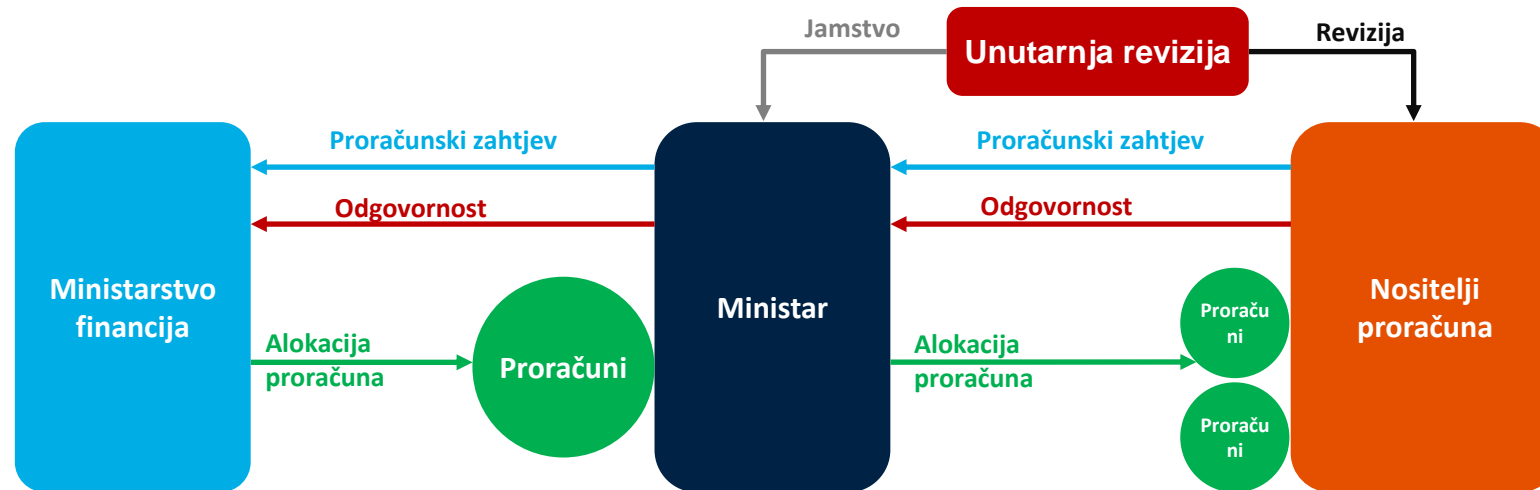 Jamstvo
Unutarnja revizija
Revizija
Proračunski zahtjev
Proračunski zahtjev
Odgovornost
Odgovornost
Ministarstvo
financija
Ministar
Nositelji
proračuna
Alokacija
proračuna
Proračuni
Alokacija
proračuna
Proraču
ni
Proraču
ni